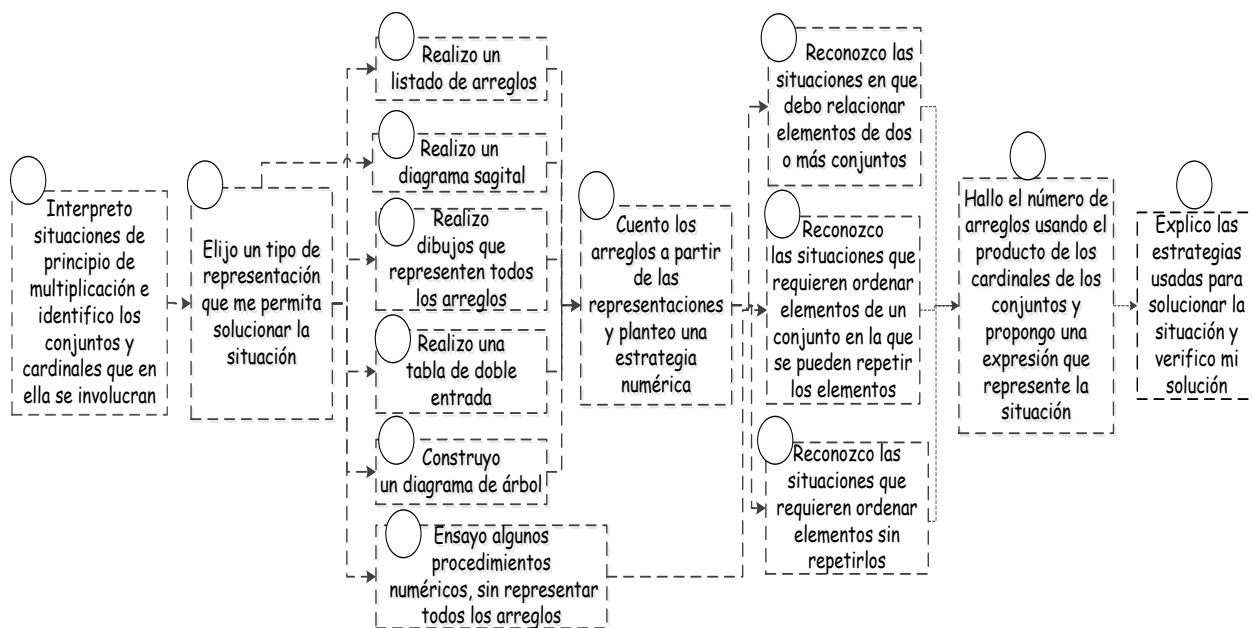 Interpreto
situaciones de
principio de
multiplicación e
identifico los
conjuntos y
cardinales que en
ella se involucran
Elijo un tipo de
representación
que me permita
solucionar la
situación
Realizo un
listado de arreglos
Realizo un
diagrama sagital
Realizo
dibujos que
representen todos
los arreglos
Realizo una
tabla de doble
entrada
Construyo
un diagrama de árbol
Ensayo algunos
procedimientos
numéricos, sin representar
todos los arreglos
Cuento los
arreglos a partir
de las
representaciones
y planteo una
estrategia
numérica
Reconozco las
situaciones en que
debo relacionar
elementos de dos
o más conjuntos
Reconozco
las situaciones que
requieren ordenar
elementos de un
conjunto en la que
se pueden repetir
los elementos
Reconozco las
situaciones que
requieren ordenar
elementos sin
repetirlos
Hallo el número de
arreglos usando el
producto de los
cardinales de los
conjuntos y
propongo una
expresión que
represente la
situación
Explico las
estrategias
usadas para
solucionar la
situación y
verifico mi
solución